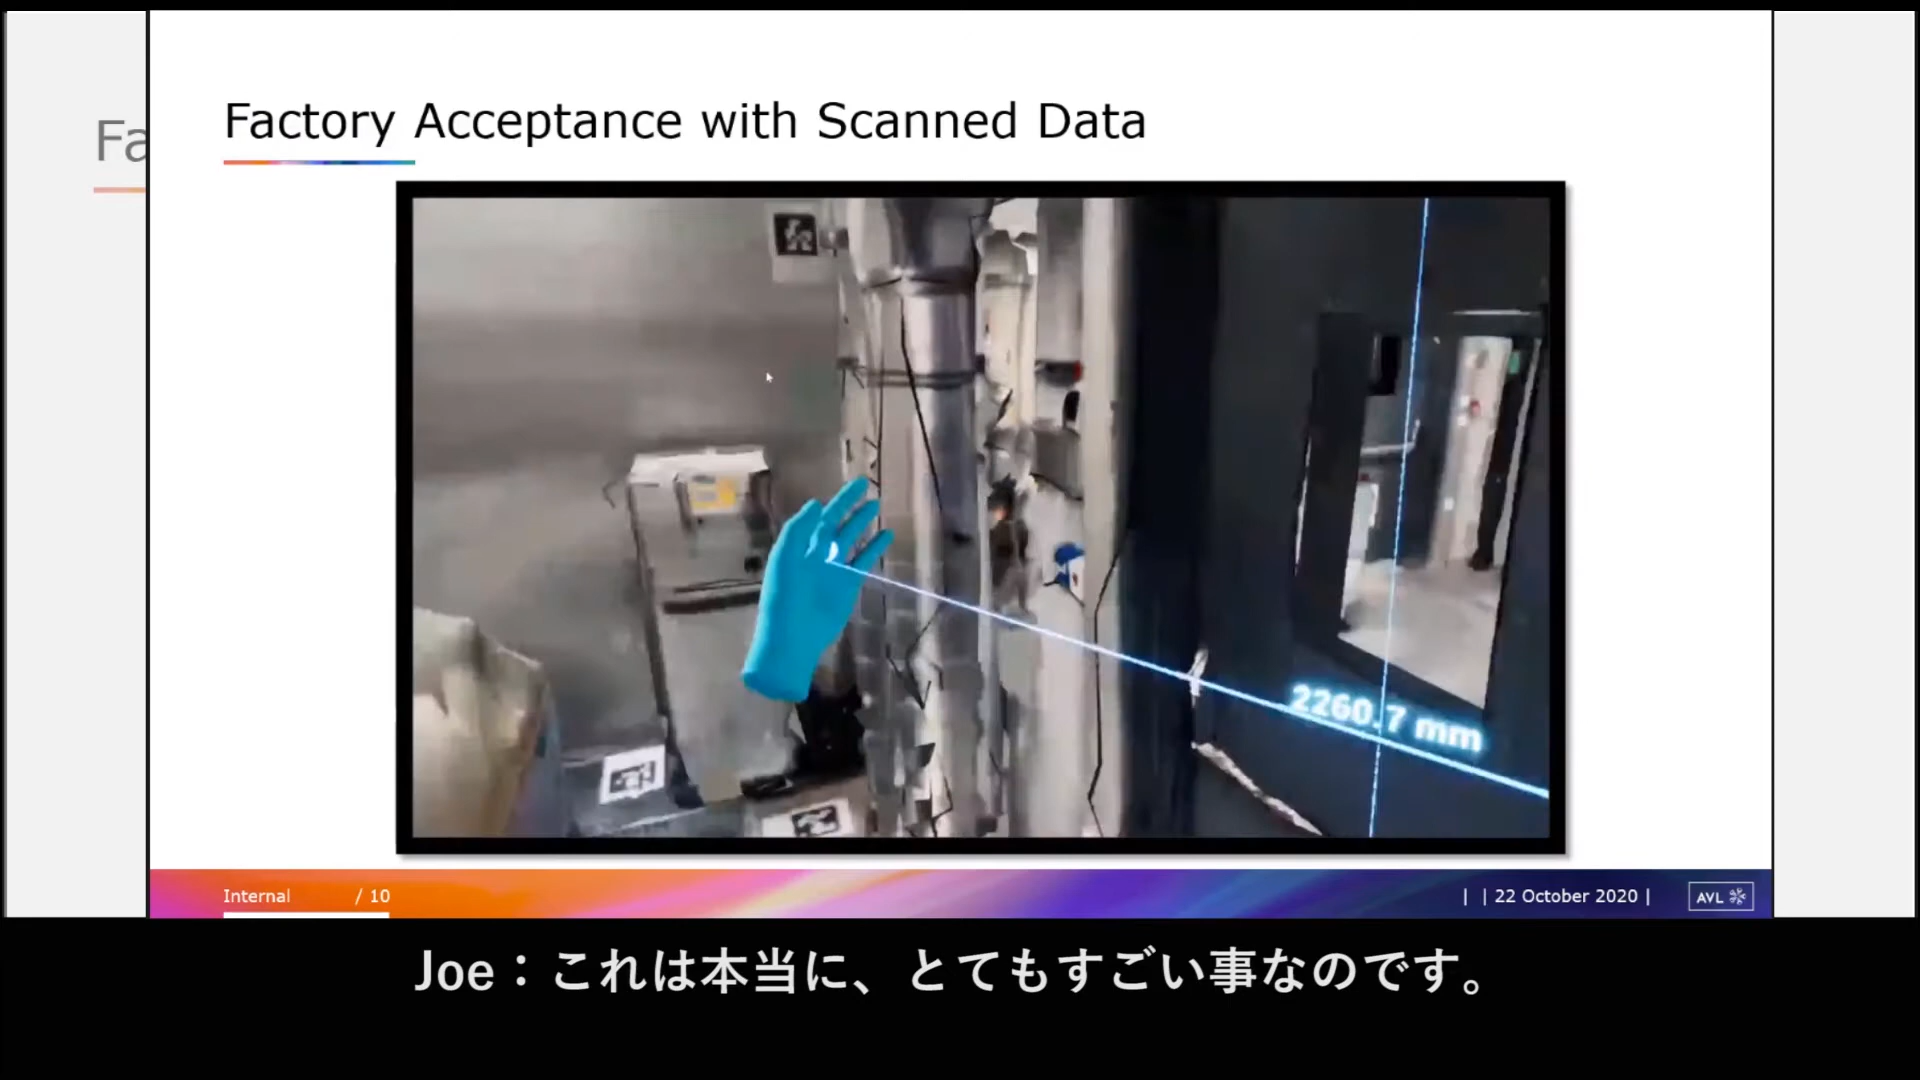 Fa
Factory Acceptance with Scanned Data
2260.7 mm
Internal / 10
| | 22 October 2020 |
AVL
Joe：これは本当に、とてもすごい事なのです。